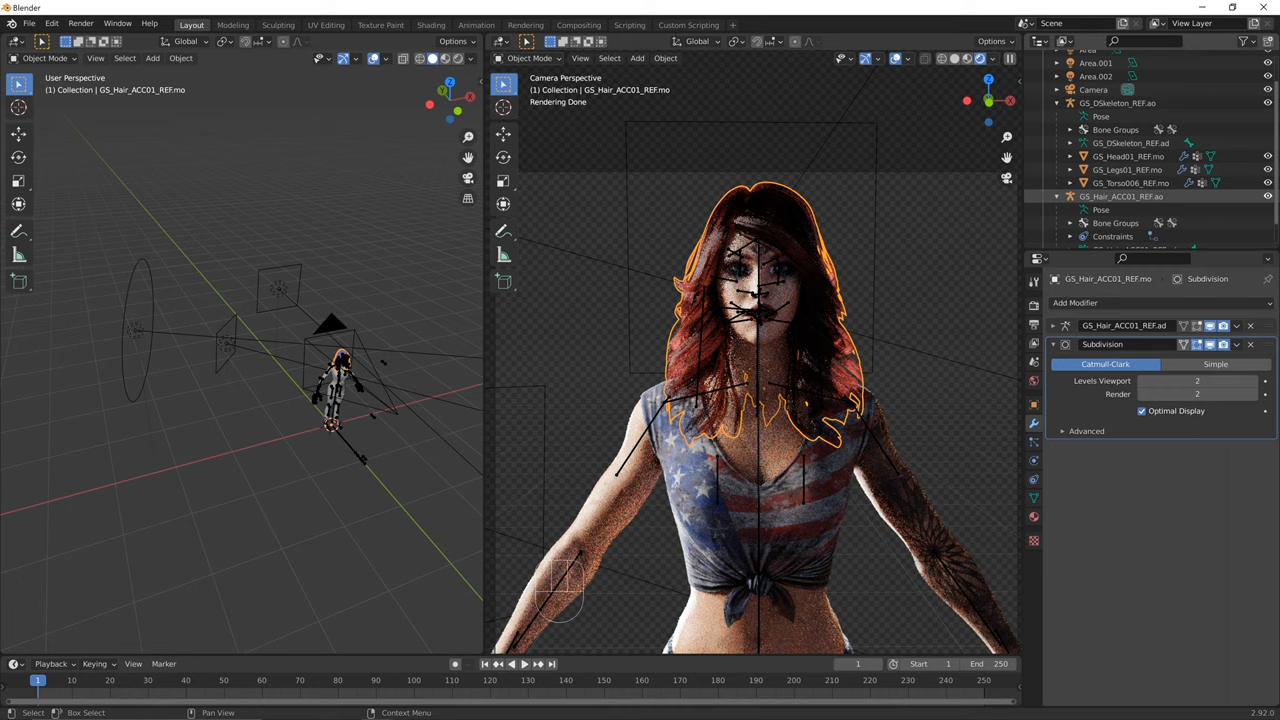 Blender
File Edit Render Window Help Layout Modeling Sculpting UV Editing Texture Paint Shading Animation Rendering Compositing Scripting Custom Scripting + Scene View Layer
Global Options Global Options
Object Mode View Select Add Object Object Mode View Select Add Object
User Perspective
(1) Collection | GS_Hair_ACC01_REF.mo
Z
Y
X
Camera Perspective
(1) Collection | GS_Hair_ACC01_REF.mo
Rendering Done
Z
X
Area.001
Area.002
Camera
GS_DSkeleton_REF.ao
Pose
Bone Groups
GS_DSkeleton_REF.ad
GS_Head01_REF.mo
GS_Legs01_REF.mo
GS_Torso006_REF.mo
GS_Hair_ACC01_REF.ao
Pose
Bone Groups
Constraints
GS_Hair_ACC01_REF.mo Subdivision
Add Modifier
GS_Hair_ACC01_REF.ad
Subdivision
Catmull-Clark Simple
Levels Viewport 2
Render 2
Optimal Display
Advanced
Playback Keying View Marker 1 Start 1 End 250
1 10 20 30 40 50 60 70 80 90 100 110 120 130 140 150 160 170 180 190 200 210 220 230 240 250
Select Box Select Pan View Context Menu 2.92.0